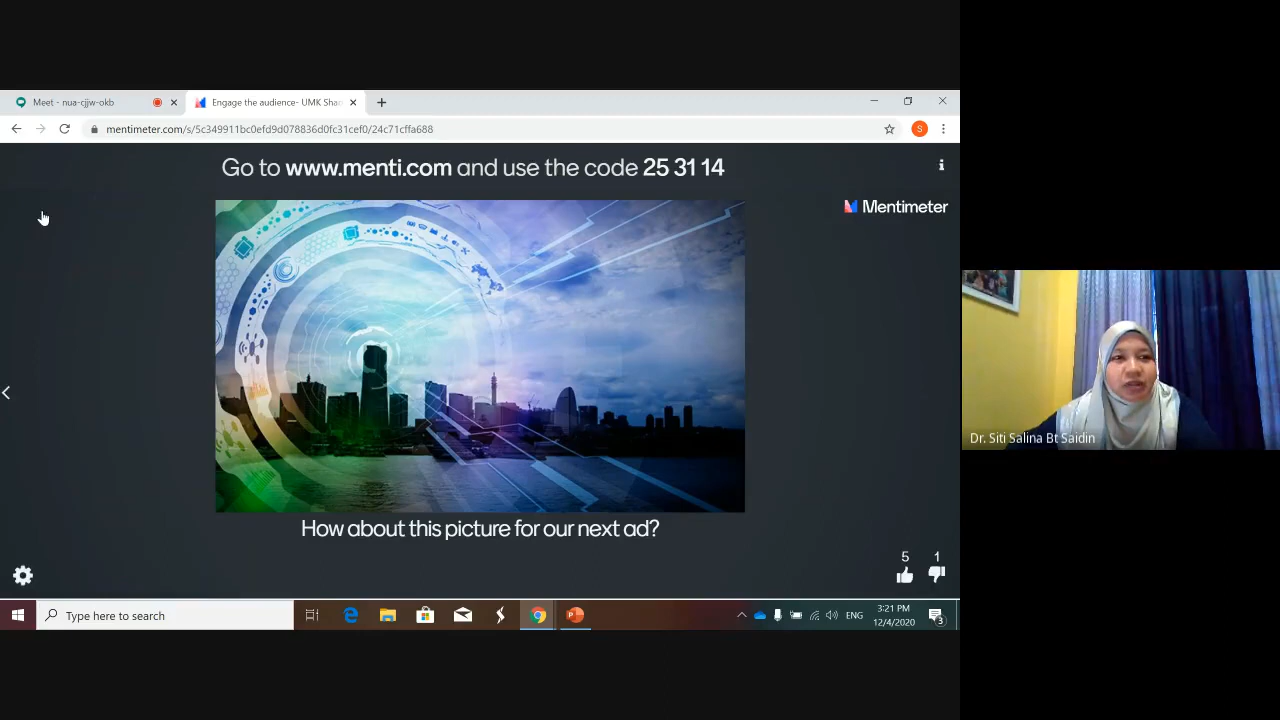 Meet - nua-cjjw-okb
Engage the audience- UMK Shar
mentimeter.com/s/5c349911bc0efd9d078836d0fc31cef0/24c71cffa688
S
Go to www.menti.com and use the code 25 31 14
Mentimeter
How about this picture for our next ad?
5 1
Type here to search
ENG
3:21 PM
12/4/2020
3
Dr. Siti Salina Bt Saidin